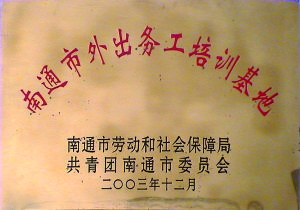 南通市外出务工培训基地
南通市劳动和社会保障局
共青团南通市委员会
二〇〇三年十二月